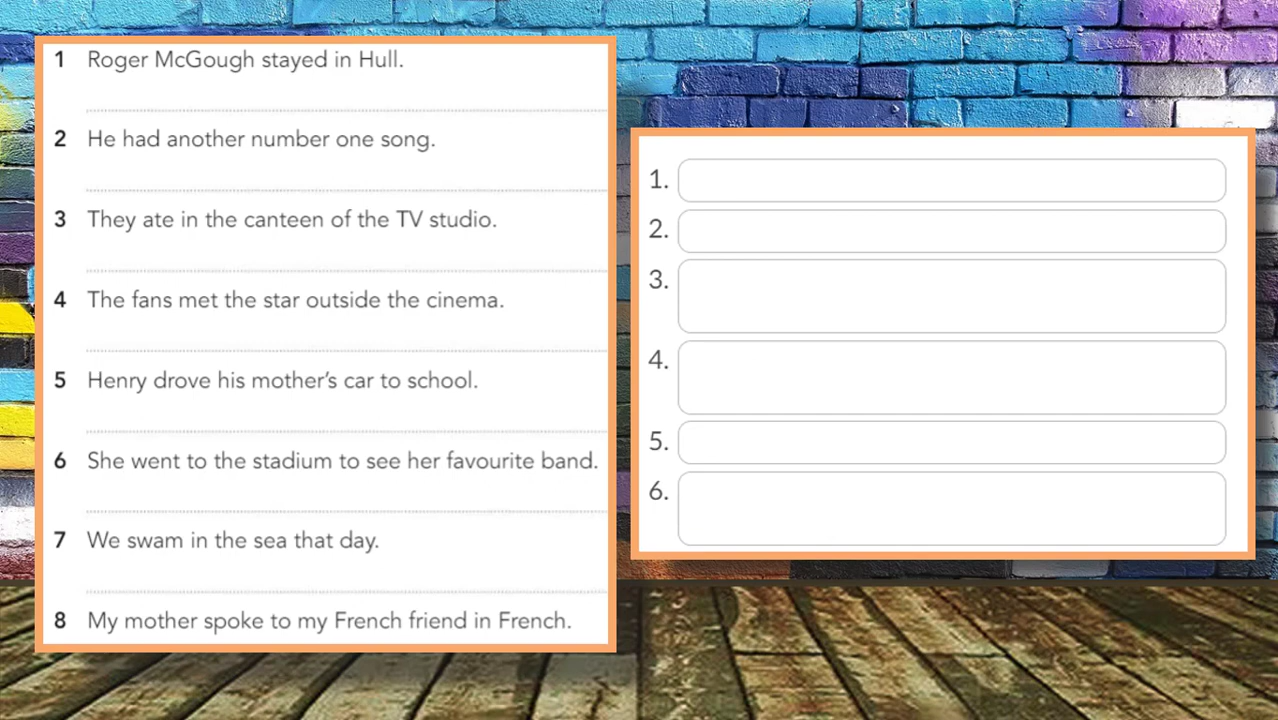 1 Roger McGough stayed in Hull.
2 He had another number one song.
3 They ate in the canteen of the TV studio.
4 The fans met the star outside the cinema.
5 Henry drove his mother's car to school.
6 She went to the stadium to see her favourite band.
7 We swam in the sea that day.
8 My mother spoke to my French friend in French.
1.
2.
3.
4.
5.
6.